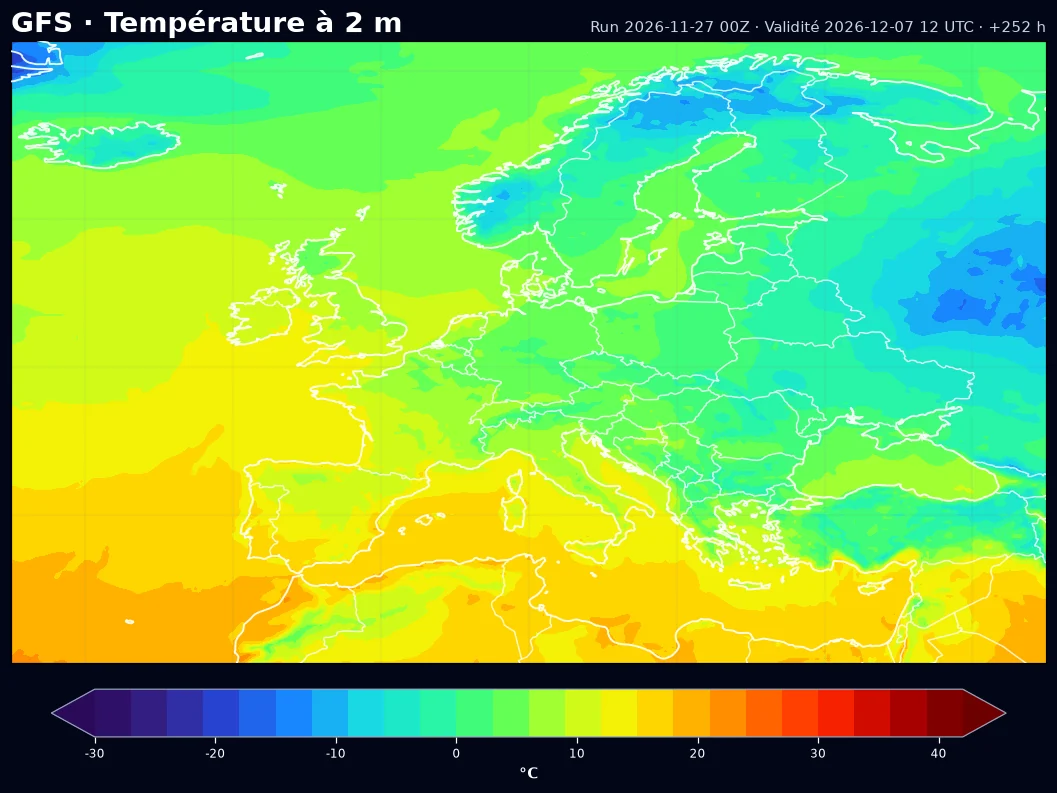 GFS · Température à 2 m
Run 2026-11-27 00Z · Validité 2026-12-07 12 UTC · +252 h
-30 -20 -10 0 10 20 30 40
°C